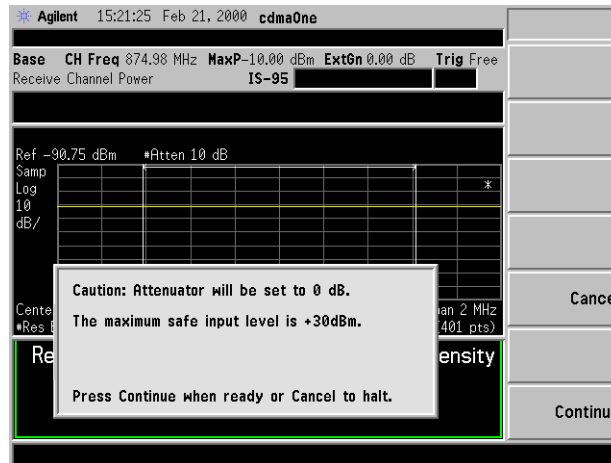 Agilent 15:21:25 Feb 21, 2000 cdmaOne
Base CH Freq 874.98 MHz MaxP-10.00 dBm ExtGn 0.00 dB Trig Free
Receive Channel Power IS-95
Ref -90.75 dBm #Atten 10 dB
Samp
Log
10
dB/
*
Caution: Attenuator will be set to 0 dB.
The maximum safe input level is +30dBm.
Press Continue when ready or Cancel to halt.
Cente
an 2 MHz
#Res
(401 pts)
Re
ensity
Cance
Continu